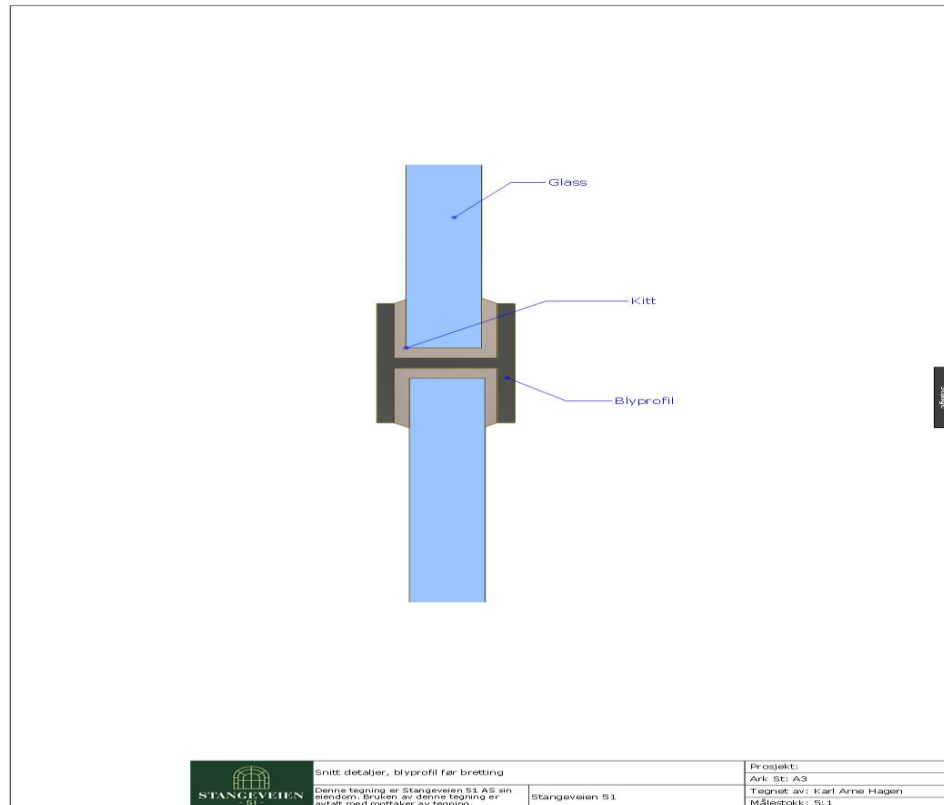 Glass
Kitt
Blyprofil
Stange
STANGEVEIEN
- 51 -
Snitt detaljer, blyprofil før bretting
Denne tegning er Stangeveien 51 AS sin
eiendom. Bruken av denne tegning er
avtalt med mottaker av tegning.
Stangeveien 51
Prosjekt:
Ark St: A3
Tegnet av: Karl Arne Hagen
Målestokk: 5:1